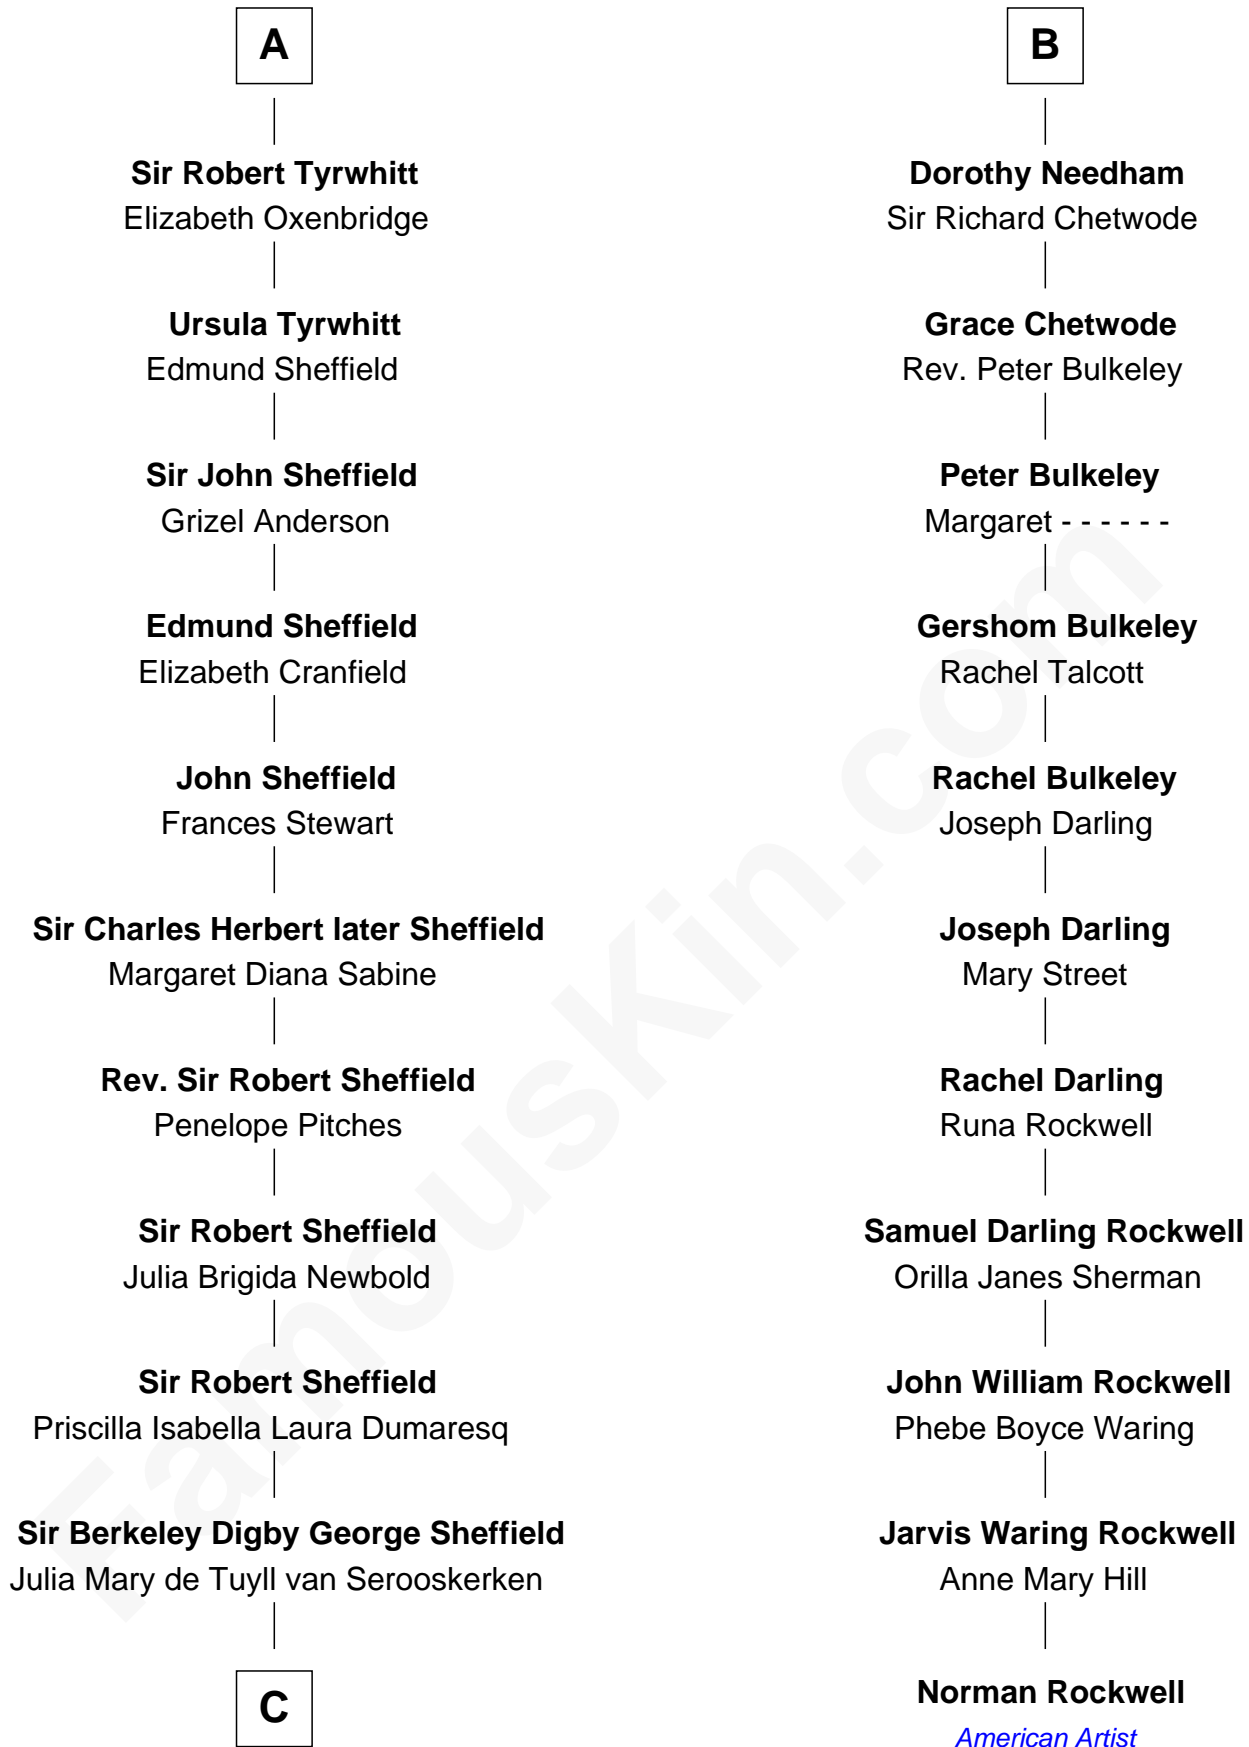 A
Sir Robert Tyrwhitt
Elizabeth Oxenbridge
Ursula Tyrwhitt
Edmund Sheffield
Sir John Sheffield
Grizel Anderson
Edmund Sheffield
Elizabeth Cranfield
John Sheffield
Frances Stewart
Sir Charles Herbert later Sheffield
Margaret Diana Sabine
Rev. Sir Robert Sheffield
Penelope Pitches
Sir Robert Sheffield
Julia Brigida Newbold
Sir Robert Sheffield
Priscilla Isabella Laura Dumaresq
Sir Berkeley Digby George Sheffield
Julia Mary de Tuyll van Serooskerken
C
B
Dorothy Needham
Sir Richard Chetwode
Grace Chetwode
Rev. Peter Bulkeley
Peter Bulkeley
Margaret - - - - - -
Gershom Bulkeley
Rachel Talcott
Rachel Bulkeley
Joseph Darling
Joseph Darling
Mary Street
Rachel Darling
Runa Rockwell
Samuel Darling Rockwell
Orilla Janes Sherman
John William Rockwell
Phebe Boyce Waring
Jarvis Waring Rockwell
Anne Mary Hill
Norman Rockwell
American Artist
FamousKin.com